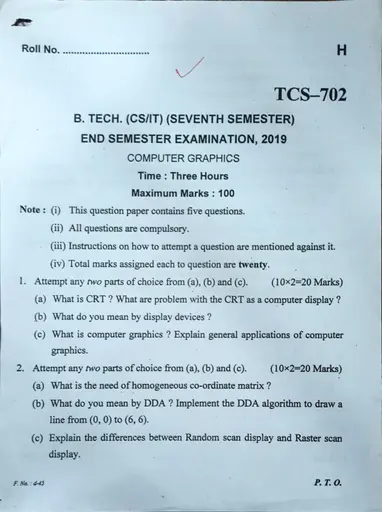 Roll No. ..............................
H
TCS–702
B. TECH. (CS/IT) (SEVENTH SEMESTER)
END SEMESTER EXAMINATION, 2019
COMPUTER GRAPHICS
Time : Three Hours
Maximum Marks : 100
Note : (i) This question paper contains five questions.
(ii) All questions are compulsory.
(iii) Instructions on how to attempt a question are mentioned against it.
(iv) Total marks assigned each to question are twenty.
1. Attempt any two parts of choice from (a), (b) and (c). (10×2=20 Marks)
(a) What is CRT ? What are problem with the CRT as a computer display ?
(b) What do you mean by display devices ?
(c) What is computer graphics ? Explain general applications of computer
graphics.
2. Attempt any two parts of choice from (a), (b) and (c). (10×2=20 Marks)
(a) What is the need of homogeneous co-ordinate matrix ?
(b) What do you mean by DDA ? Implement the DDA algorithm to draw a
line from (0, 0) to (6, 6).
(c) Explain the differences between Random scan display and Raster scan
display.
F. No. : d-43
P. T. O.